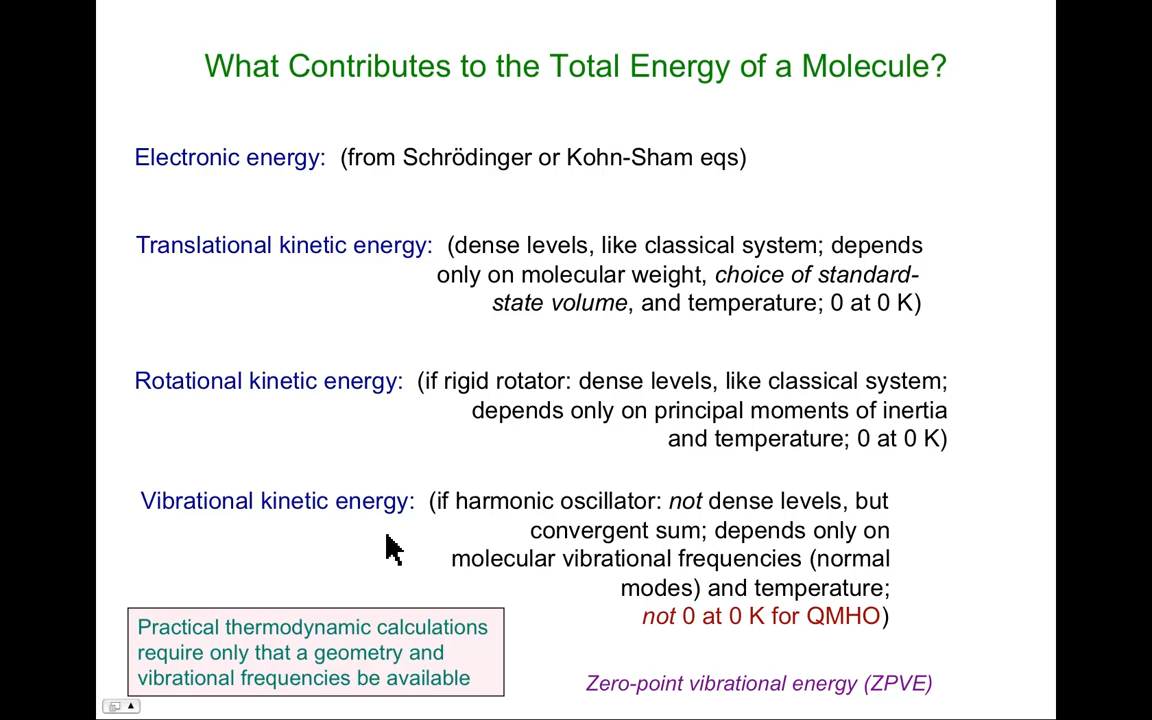 What Contributes to the Total Energy of a Molecule?
Electronic energy: (from Schrödinger or Kohn-Sham eqs)
Translational kinetic energy: (dense levels, like classical system; depends
only on molecular weight, choice of standard-
state volume, and temperature; 0 at 0 K)
Rotational kinetic energy: (if rigid rotator: dense levels, like classical system;
depends only on principal moments of inertia
and temperature; 0 at 0 K)
Vibrational kinetic energy: (if harmonic oscillator: not dense levels, but
convergent sum; depends only on
molecular vibrational frequencies (normal
modes) and temperature;
not 0 at 0 K for QMHO)
Practical thermodynamic calculations
require only that a geometry and
vibrational frequencies be available
Zero-point vibrational energy (ZPVE)